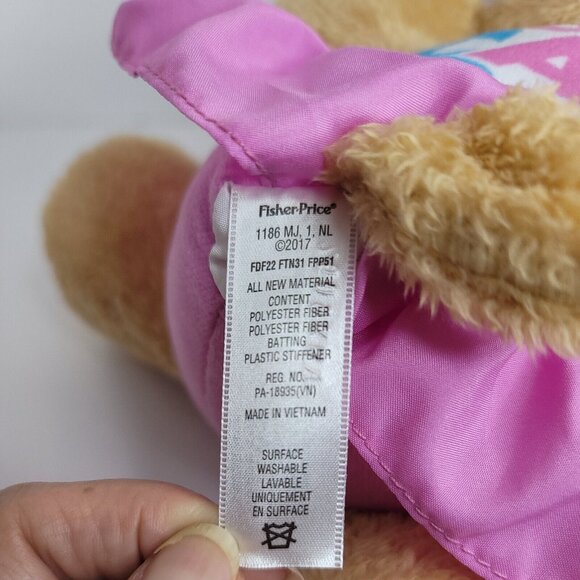 Fisher-Price®
1186 MJ, 1, NL
©2017
FDF22 FTN31 FPP51
ALL NEW MATERIAL
CONTENT
POLYESTER FIBER
POLYESTER FIBER
BATTING
PLASTIC STIFFENER
REG. NO.
PA-18935(VN)
MADE IN VIETNAM
SURFACE
WASHABLE
LAVABLE
UNIQUEMENT
EN SURFACE